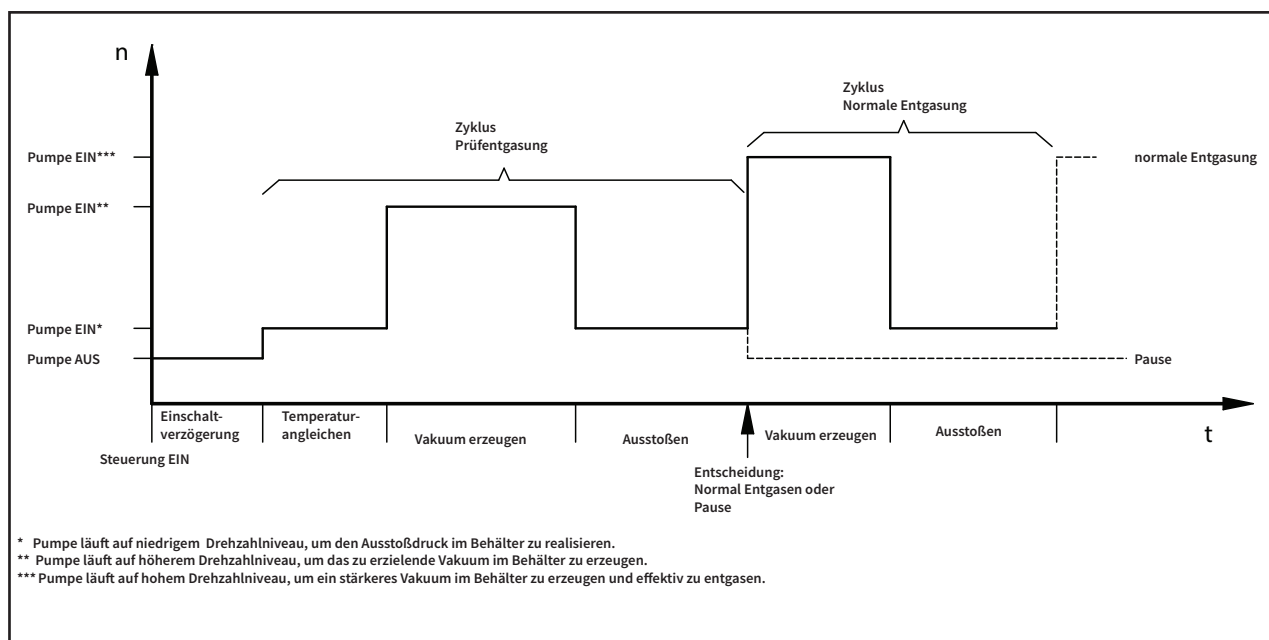 n
Zyklus
Normale Entgasung
Zyklus
Prüfentgasung
Pumpe EIN***
normale Entgasung
Pumpe EIN**
Pumpe EIN*
Pumpe AUS
Pause
Einschalt-
verzögerung
Temperatur-
angleichen
Vakuum erzeugen
Ausstoßen
Vakuum erzeugen
Ausstoßen
t
Steuerung EIN
Entscheidung:
Normal Entgasen oder
Pause
* Pumpe läuft auf niedrigem Drehzahlniveau, um den Ausstoßdruck im Behälter zu realisieren.
** Pumpe läuft auf höherem Drehzahlniveau, um das zu erzielende Vakuum im Behälter zu erzeugen.
*** Pumpe läuft auf hohem Drehzahlniveau, um ein stärkeres Vakuum im Behälter zu erzeugen und effektiv zu entgasen.